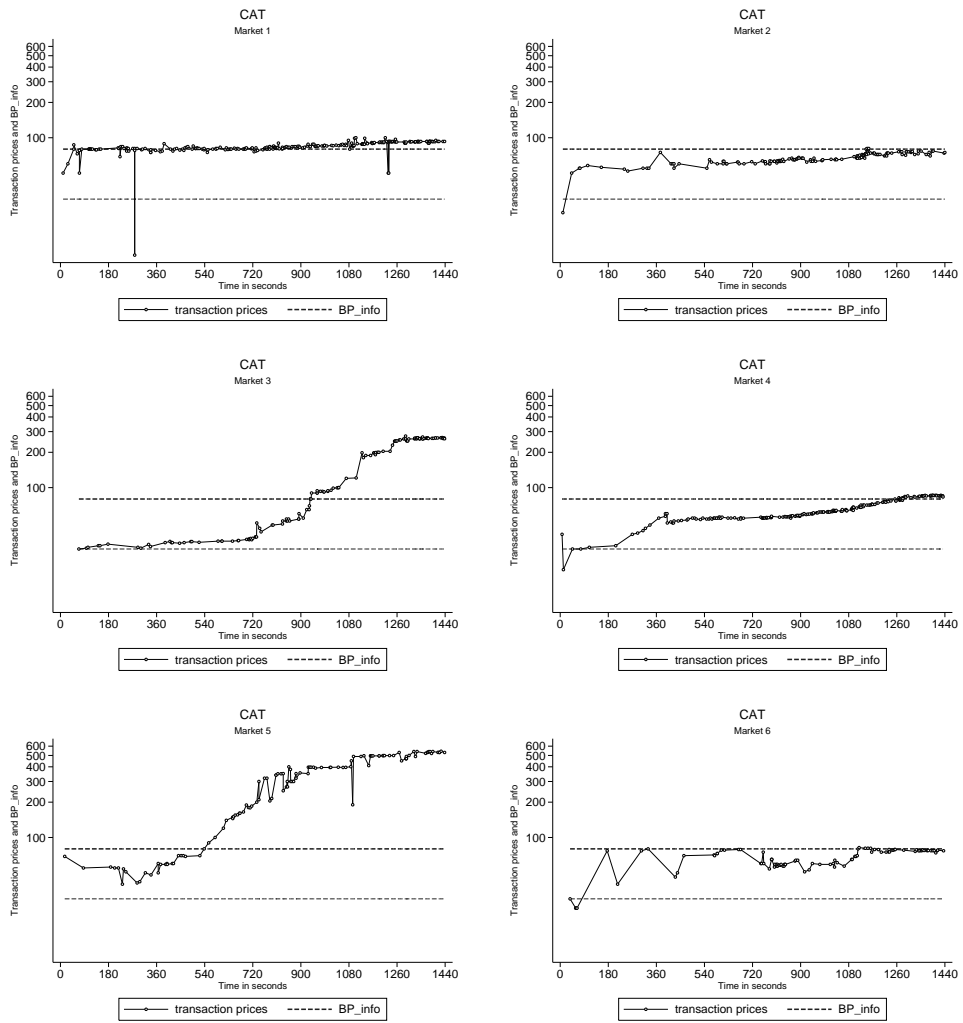 CAT
Market 1
600
500
400
300
200
100
Transaction prices and BP_info
0 180 360 540 720 900 1080 1260 1440
Time in seconds
transaction prices BP_info
CAT
Market 2
600
500
400
300
200
100
Transaction prices and BP_info
0 180 360 540 720 900 1080 1260 1440
Time in seconds
transaction prices BP_info
CAT
Market 3
600
500
400
300
200
100
Transaction prices and BP_info
0 180 360 540 720 900 1080 1260 1440
Time in seconds
transaction prices BP_info
CAT
Market 4
600
500
400
300
200
100
Transaction prices and BP_info
0 180 360 540 720 900 1080 1260 1440
Time in seconds
transaction prices BP_info
CAT
Market 5
600
500
400
300
200
100
Transaction prices and BP_info
0 180 360 540 720 900 1080 1260 1440
Time in seconds
transaction prices BP_info
CAT
Market 6
600
500
400
300
200
100
Transaction prices and BP_info
0 180 360 540 720 900 1080 1260 1440
Time in seconds
transaction prices BP_info